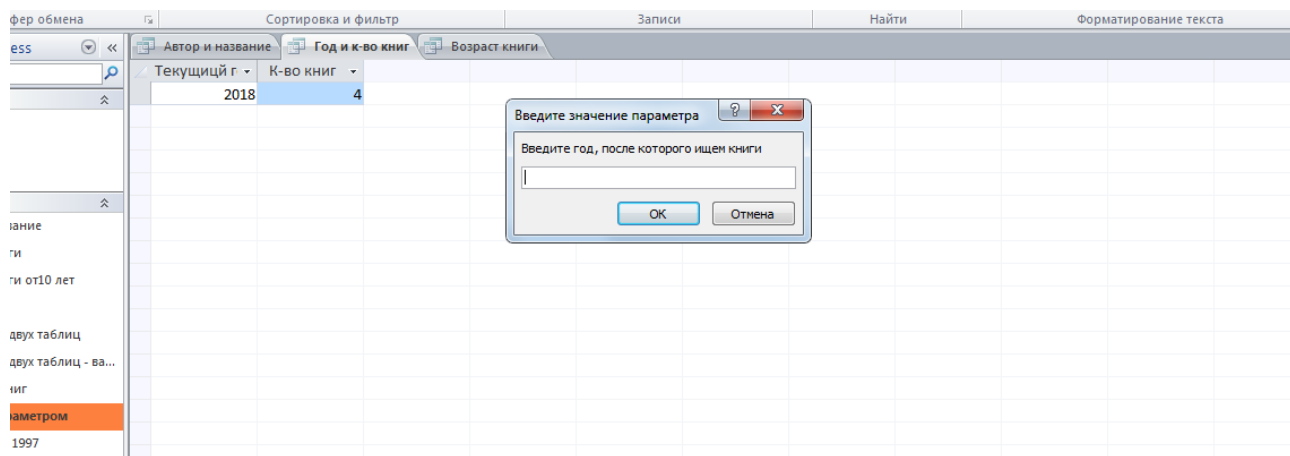 фер обмена Сортировка и фильтр Записи Найти Форматирование текста
ess «
Автор и название Год и к-во книг Возраст книги
Текущицй г К-во книг
2018 4
Введите значение параметра
Введите год, после которого ищем книги
ОК Отмена
зание
ги
ги от10 лет
двух таблиц
двух таблиц - ва...
ниг
раметром
1997